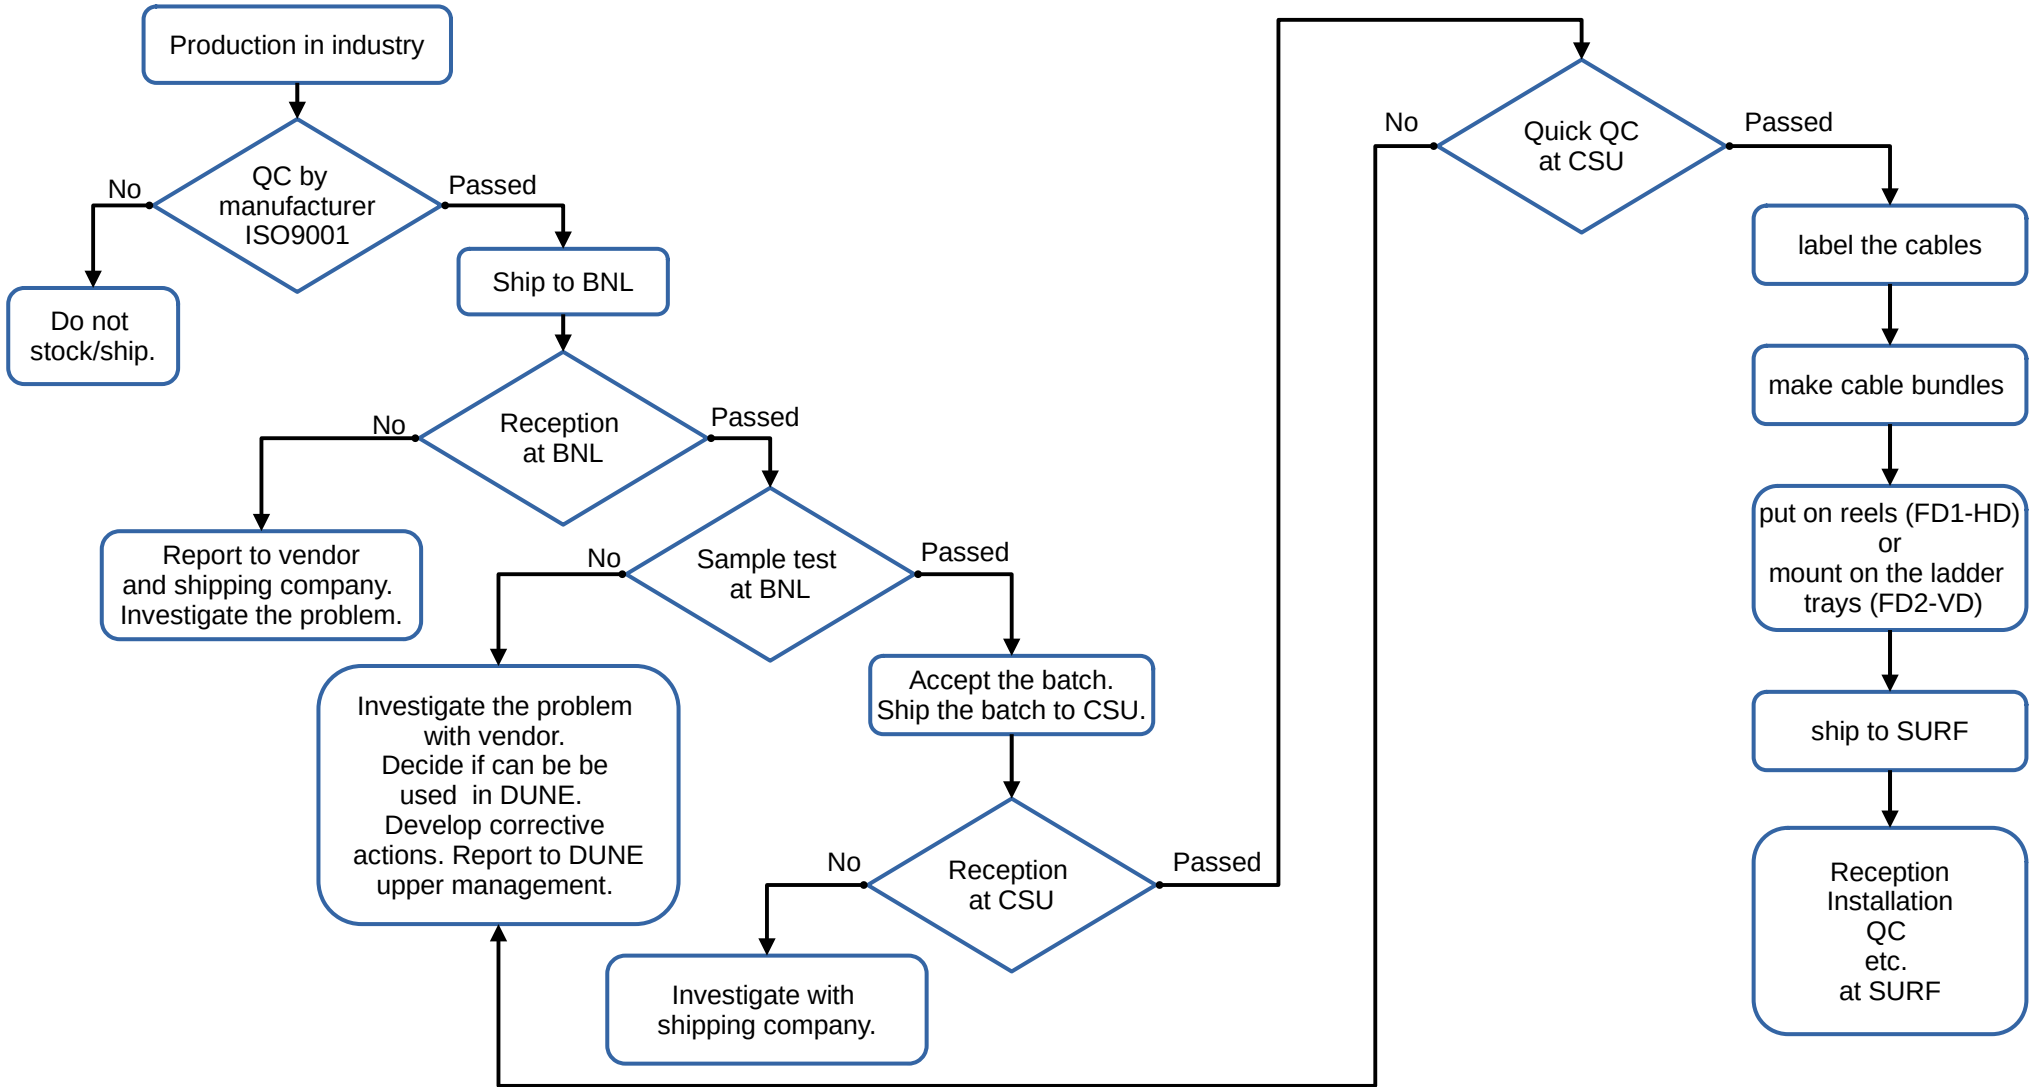 Production in industry
QC by
manufacturer
ISO9001
No
Passed
Do not
stock/ship.
Ship to BNL
Reception
at BNL
No
Passed
Report to vendor
and shipping company.
Investigate the problem.
Sample test
at BNL
No
Passed
Investigate the problem
with vendor.
Decide if can be be
used in DUNE.
Develop corrective
actions. Report to DUNE
upper management.
Accept the batch.
Ship the batch to CSU.
Reception
at CSU
No
Passed
Investigate with
shipping company.
Quick QC
at CSU
No
Passed
label the cables
make cable bundles
put on reels (FD1-HD)
or
mount on the ladder
trays (FD2-VD)
ship to SURF
Reception
Installation
QC
etc.
at SURF